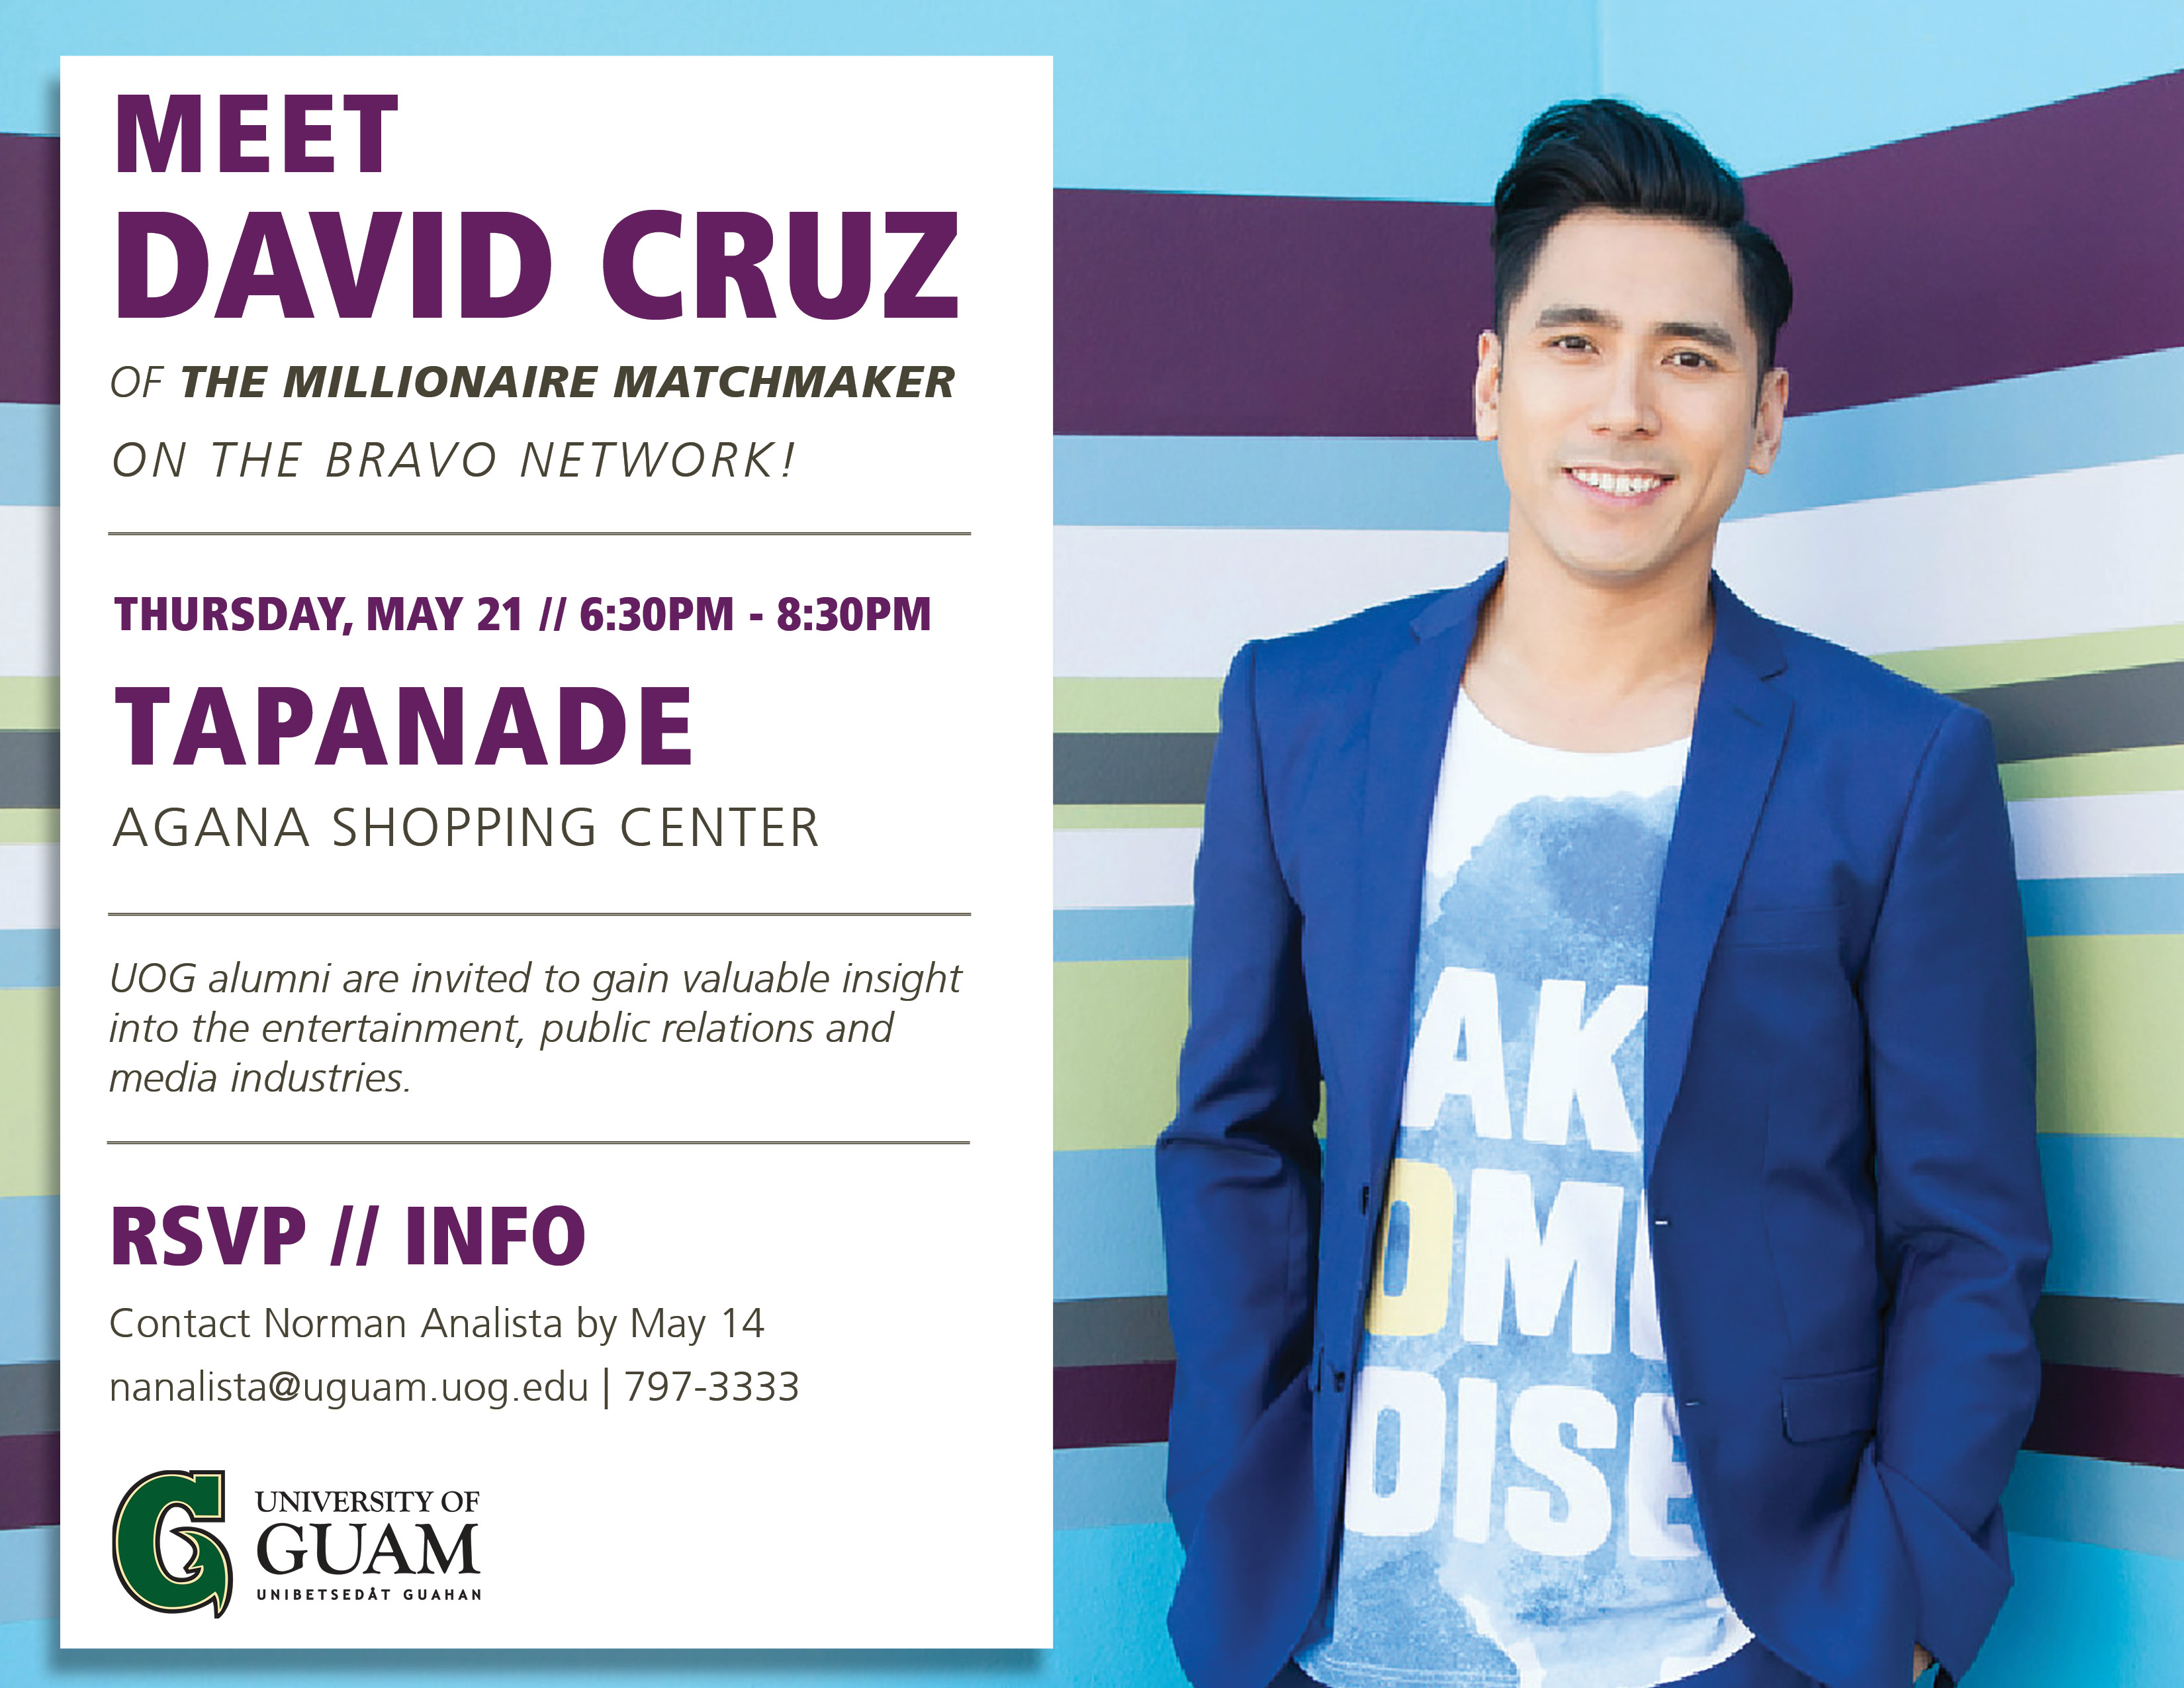 MEET
DAVID CRUZ
OF THE MILLIONAIRE MATCHMAKER
ON THE BRAVO NETWORK!
THURSDAY, MAY 21 // 6:30PM - 8:30PM
TAPANADE
AGANA SHOPPING CENTER
UOG alumni are invited to gain valuable insight
into the entertainment, public relations and
media industries.
RSVP // INFO
Contact Norman Analista by May 14
nanalista@uguam.uog.edu | 797-3333
UNIVERSITY OF
GUAM
UNIBETSEDÅT GUAHAN
AK
OM
DISE